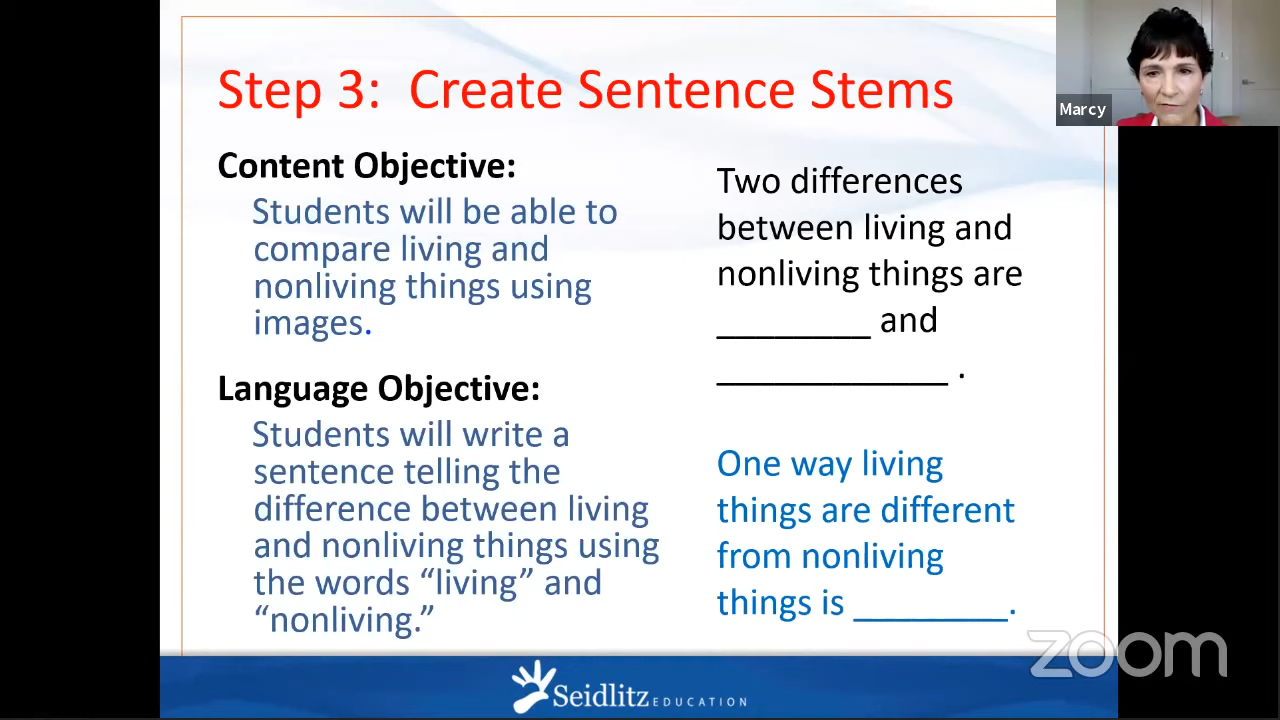 Step 3: Create Sentence Stems
Marcy
Content Objective:
Students will be able to
compare living and
nonliving things using
images.
Language Objective:
Students will write a
sentence telling the
difference between living
and nonliving things using
the words “living” and
“nonliving.”
Two differences
between living and
nonliving things are
________ and
____________ .
One way living
things are different
from nonliving
things is ________.
zoom
Seidlitz EDUCATION